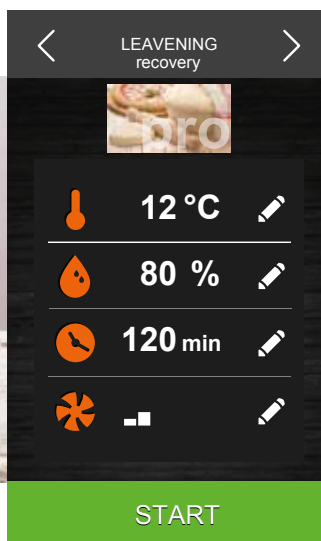 LEAVENING
recovery
pro
12 °C
80 %
120 min
START